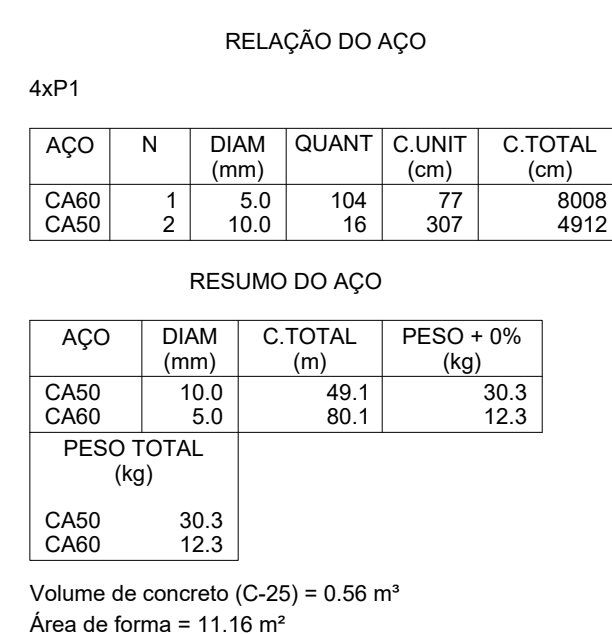 RELAÇÃO DO AÇO
4xP1
AÇO N DIAM QUANT C.UNIT C.TOTAL
(mm) (cm) (cm)
CA60 1 5.0 104 77 8008
CA50 2 10.0 16 307 4912
RESUMO DO AÇO
AÇO DIAM C.TOTAL PESO + 0%
(mm) (m) (kg)
CA50 10.0 49.1 30.3
CA60 5.0 80.1 12.3
PESO TOTAL
(kg)
CA50 30.3
CA60 12.3
Volume de concreto (C-25) = 0.56 m³
Área de forma = 11.16 m²